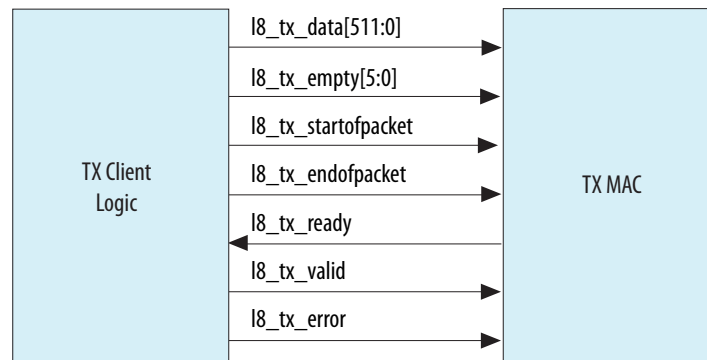 l8_tx_data[511:0]
l8_tx_empty[5:0]
l8_tx_startofpacket
l8_tx_endofpacket
TX Client
Logic
TX MAC
l8_tx_ready
l8_tx_valid
l8_tx_error